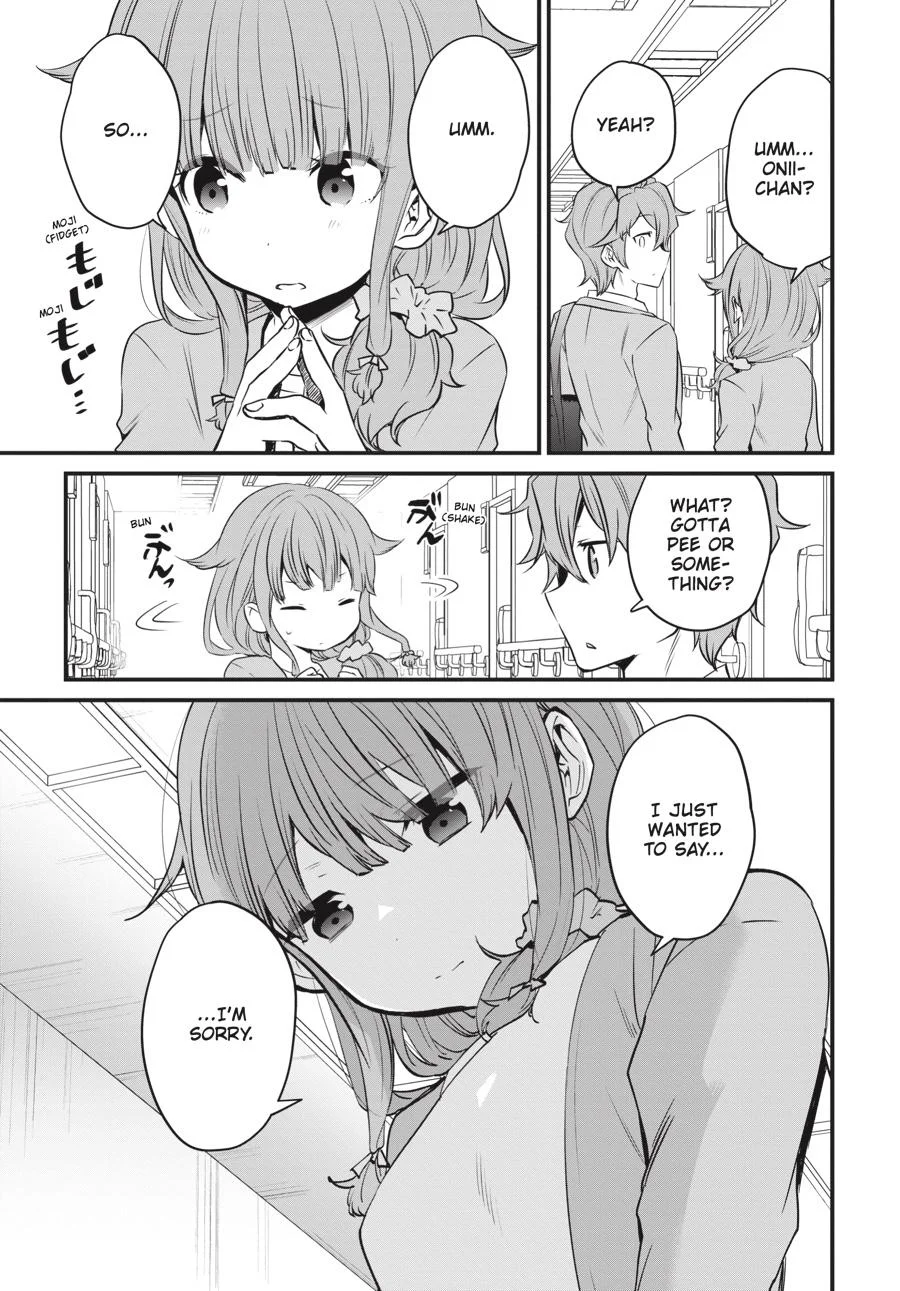 UMM...
ONII-
CHAN?
YEAH?
UMM.
SO...
MOJI
(FIDGET)
もじ
MOJI
もじ...
WHAT?
GOTTA
PEE OR
SOME-
THING?
BUN
(SHAKE)
ぶん
BUN
ぶんっ
I JUST
WANTED
TO SAY...
...I'M
SORRY.